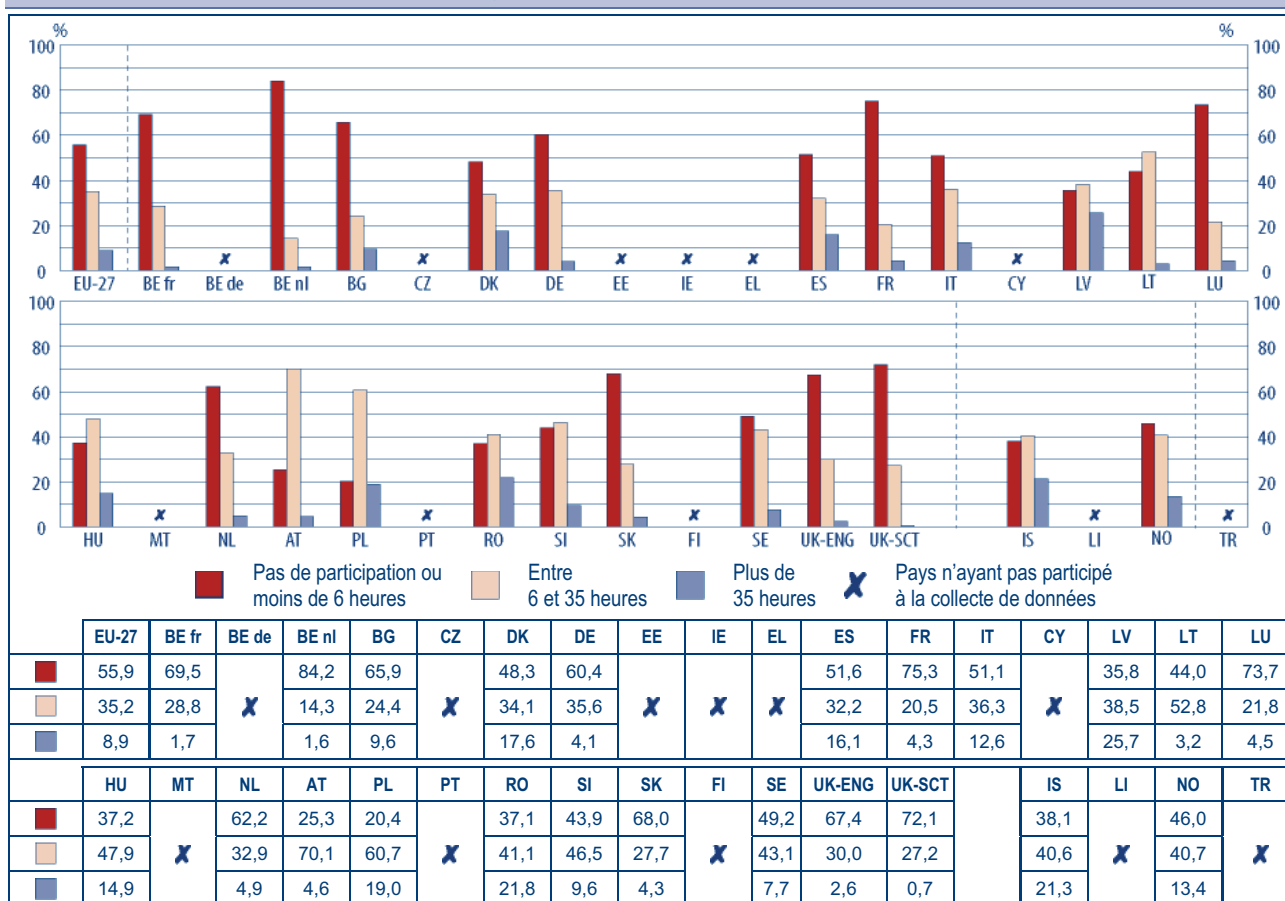 % %
100 100
80 80
60 60
40 40
20 20
0 0
EU-27 BE fr BE de BE nl BG CZ DK DE EE IE EL ES FR IT CY LV LT LU
100 100
80 80
60 60
40 40
20 20
0 0
HU MT NL AT PL PT RO SI SK FI SE UK-ENG UK-SCT IS LI NO TR
Pas de participation ou moins de 6 heures
Entre 6 et 35 heures
Plus de 35 heures
Pays n'ayant pas participé à la collecte de données
EU-27 BE fr BE de BE nl BG CZ DK DE EE IE EL ES FR IT CY LV LT LU
55,9 69,5 84,2 65,9 48,3 60,4 51,6 75,3 51,1 35,8 44,0 73,7
35,2 28,8 ✗ 14,3 24,4 ✗ 34,1 35,6 ✗ ✗ ✗ 32,2 20,5 36,3 ✗ 38,5 52,8 21,8
8,9 1,7 1,6 9,6 17,6 4,1 16,1 4,3 12,6 25,7 3,2 4,5
HU MT NL AT PL PT RO SI SK FI SE UK-ENG UK-SCT IS LI NO TR
37,2 62,2 25,3 20,4 37,1 43,9 68,0 49,2 67,4 72,1 38,1 46,0
47,9 ✗ 32,9 70,1 60,7 ✗ 41,1 46,5 27,7 ✗ 43,1 30,0 27,2 40,6 ✗ 40,7 ✗
14,9 4,9 4,6 19,0 21,8 9,6 4,3 7,7 2,6 0,7 21,3 13,4